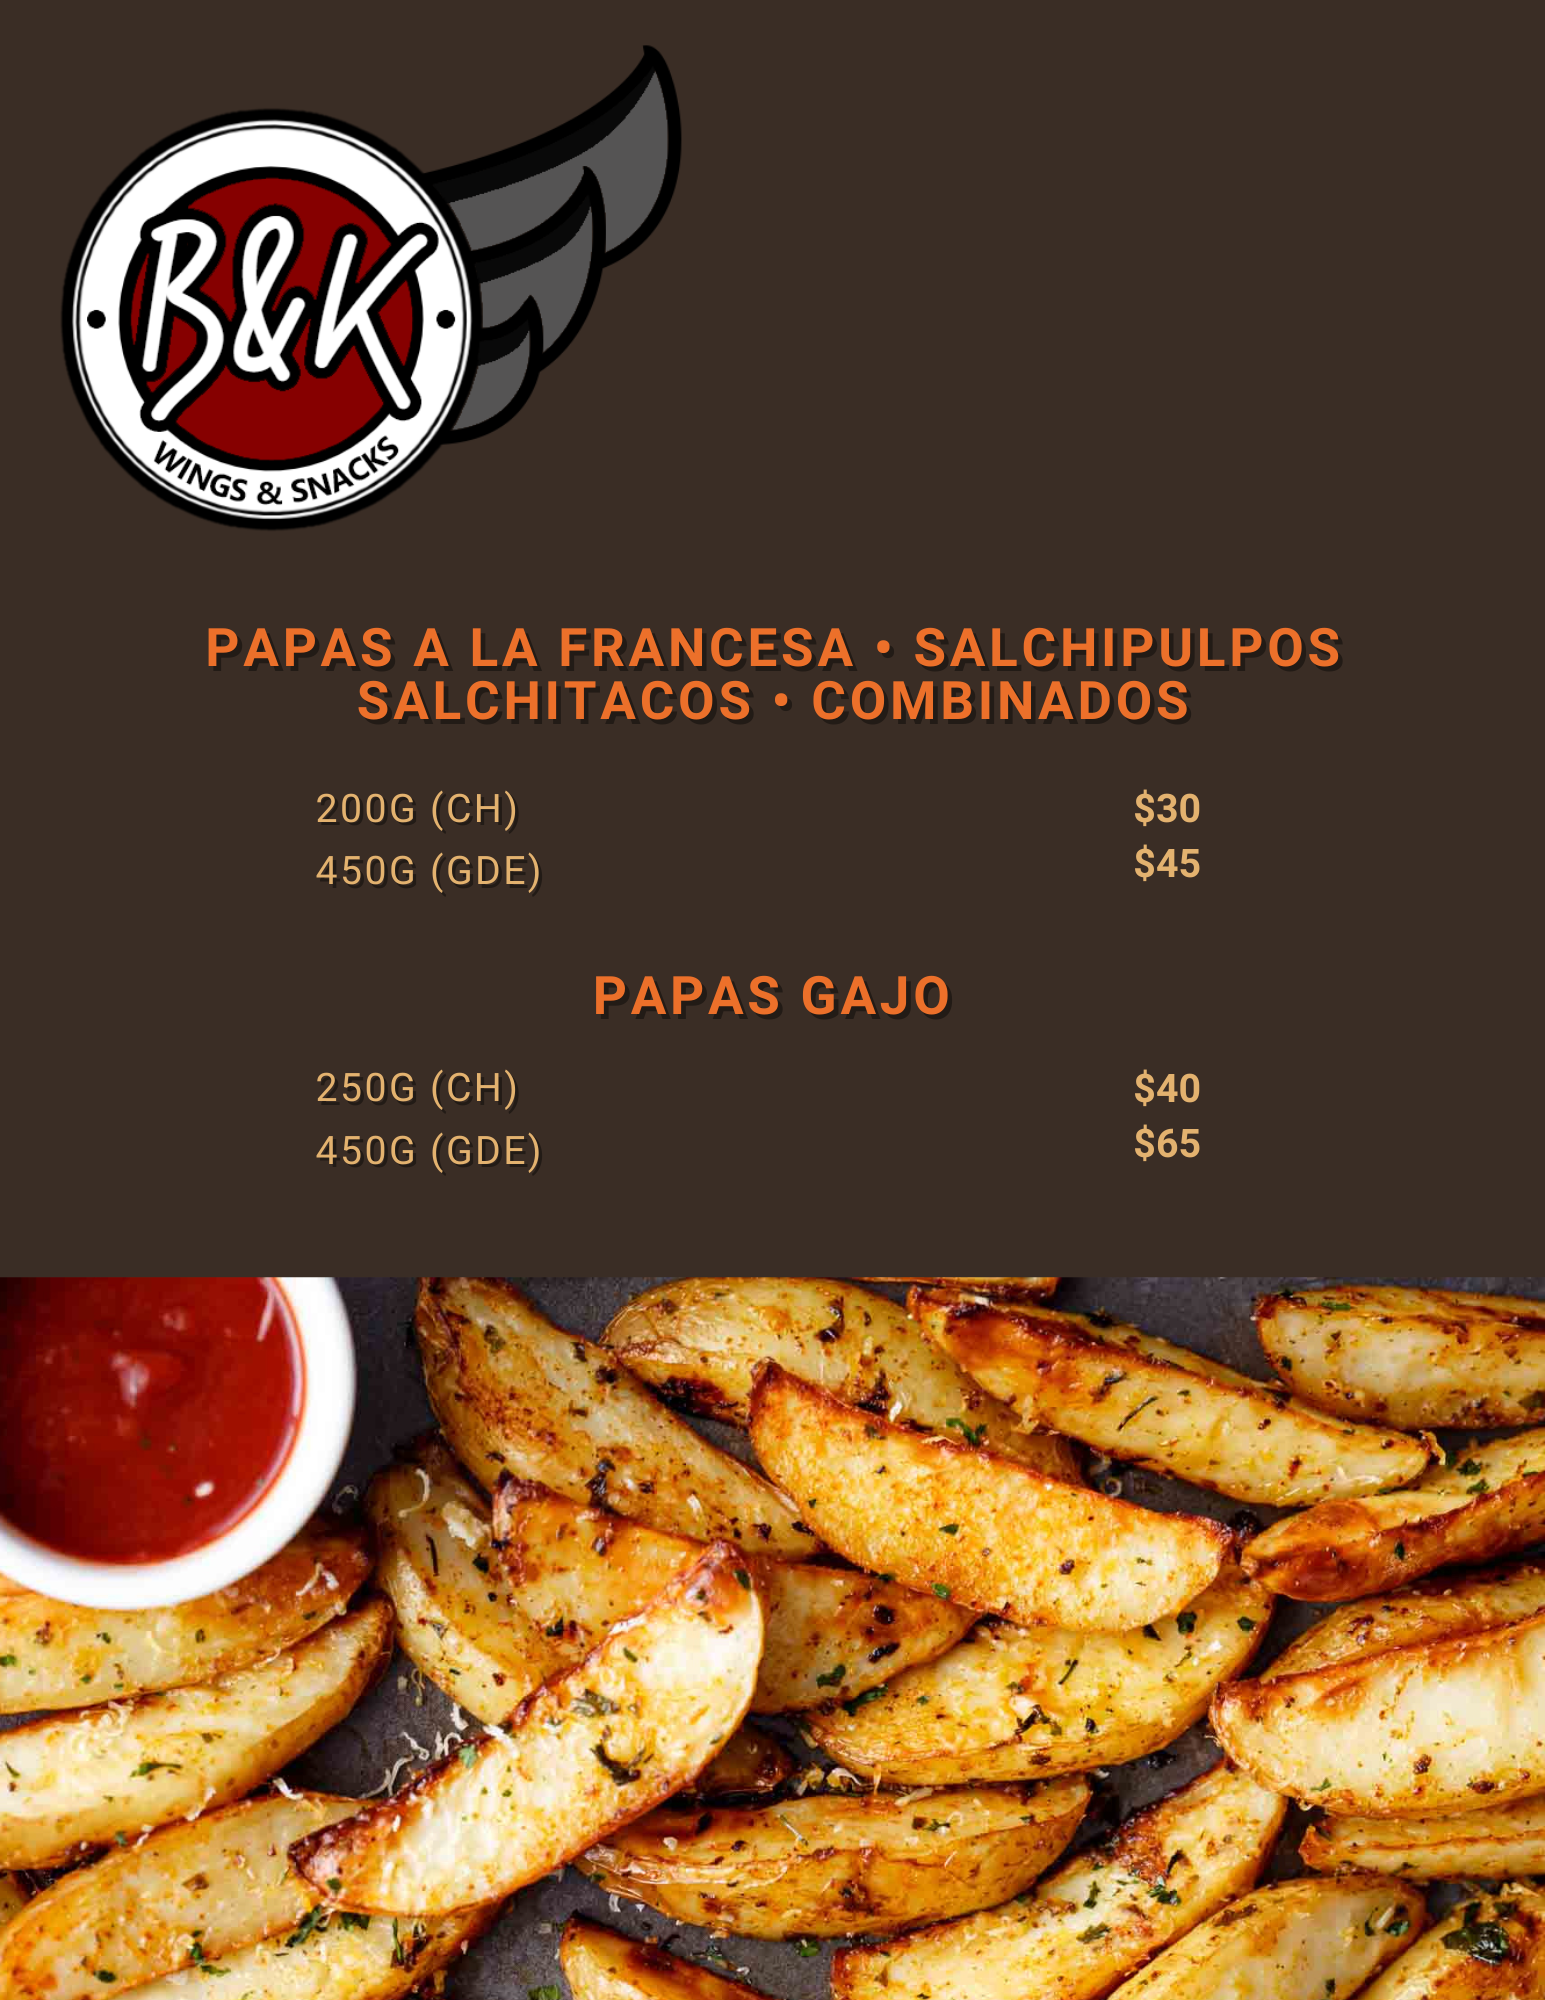 B&K
WINGS & SNACKS
PAPAS A LA FRANCESA • SALCHIPULPOS
SALCHITACOS • COMBINADOS
200G (CH) $30
450G (GDE) $45
PAPAS GAJO
250G (CH) $40
450G (GDE) $65